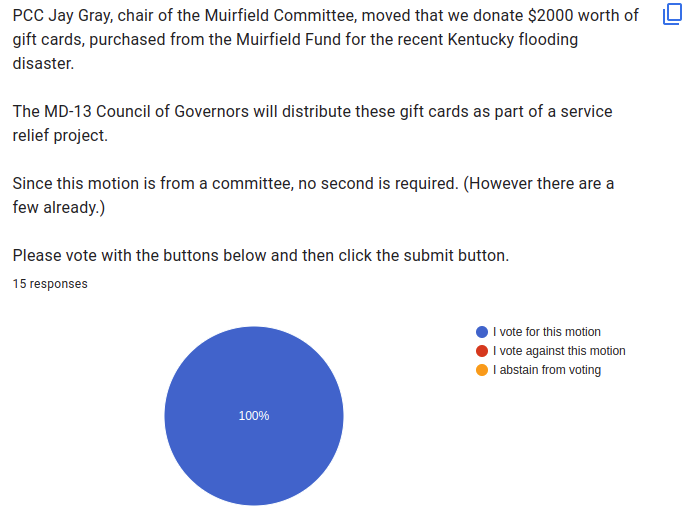 PCC Jay Gray, chair of the Muirfield Committee, moved that we donate $2000 worth of
gift cards, purchased from the Muirfield Fund for the recent Kentucky flooding
disaster.
The MD-13 Council of Governors will distribute these gift cards as part of a service
relief project.
Since this motion is from a committee, no second is required. (However there are a
few already.)
Please vote with the buttons below and then click the submit button.
15 responses
I vote for this motion
I vote against this motion
I abstain from voting
100%